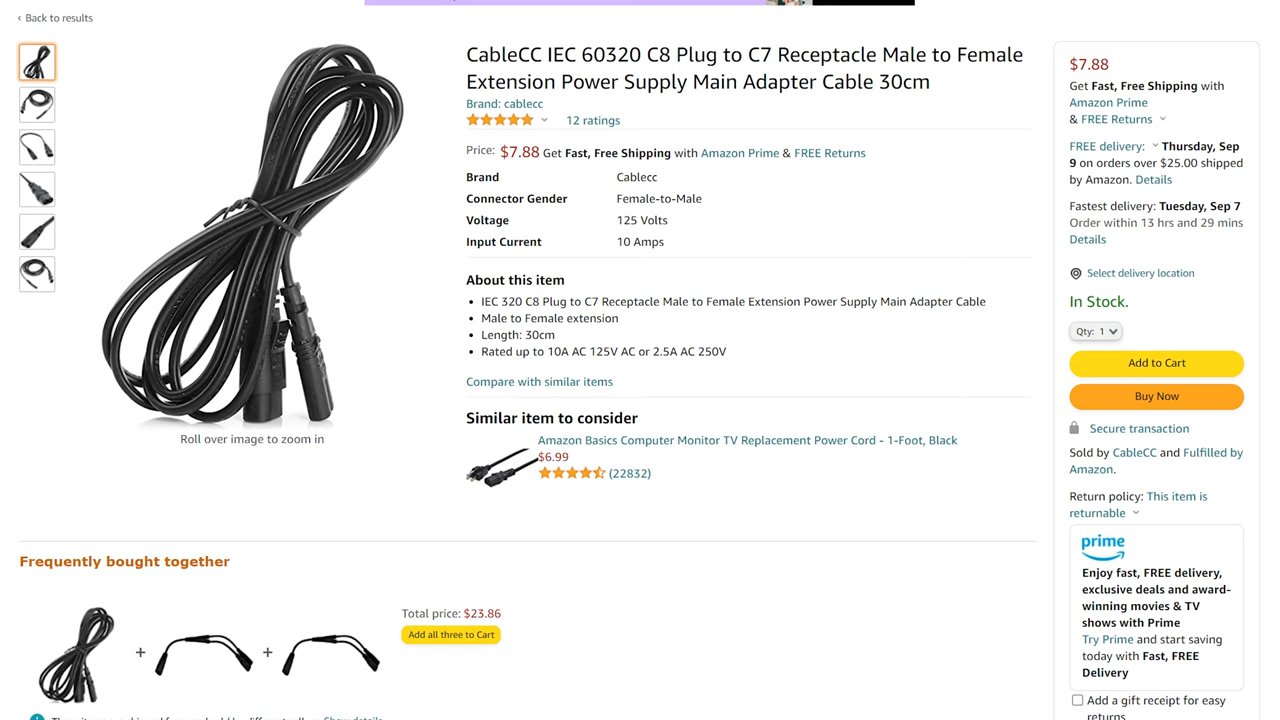 ‹ Back to results
CableCC IEC 60320 C8 Plug to C7 Receptacle Male to Female
Extension Power Supply Main Adapter Cable 30cm
Brand: cablecc
12 ratings
Price: $7.88 Get Fast, Free Shipping with Amazon Prime & FREE Returns
Brand Cablecc
Connector Gender Female-to-Male
Voltage 125 Volts
Input Current 10 Amps
About this item
• IEC 320 C8 Plug to C7 Receptacle Male to Female Extension Power Supply Main Adapter Cable
• Male to Female extension
• Length: 30cm
• Rated up to 10A AC 125V AC or 2.5A AC 250V
Compare with similar items
Similar item to consider
Amazon Basics Computer Monitor TV Replacement Power Cord - 1-Foot, Black
$6.99
(22832)
Roll over image to zoom in
Frequently bought together
+
+
Total price: $23.86
Add all three to Cart
Show details
$7.88
Get Fast, Free Shipping with
Amazon Prime
& FREE Returns
FREE delivery: Thursday, Sep
9 on orders over $25.00 shipped
by Amazon. Details
Fastest delivery: Tuesday, Sep 7
Order within 13 hrs and 29 mins
Details
Select delivery location
In Stock.
Qty: 1
Add to Cart
Buy Now
Secure transaction
Sold by CableCC and Fulfilled by
Amazon.
Return policy: This item is
returnable
prime
Enjoy fast, FREE delivery,
exclusive deals and award-
winning movies & TV
shows with Prime
Try Prime and start saving
today with Fast, FREE
Delivery
Add a gift receipt for easy
returns